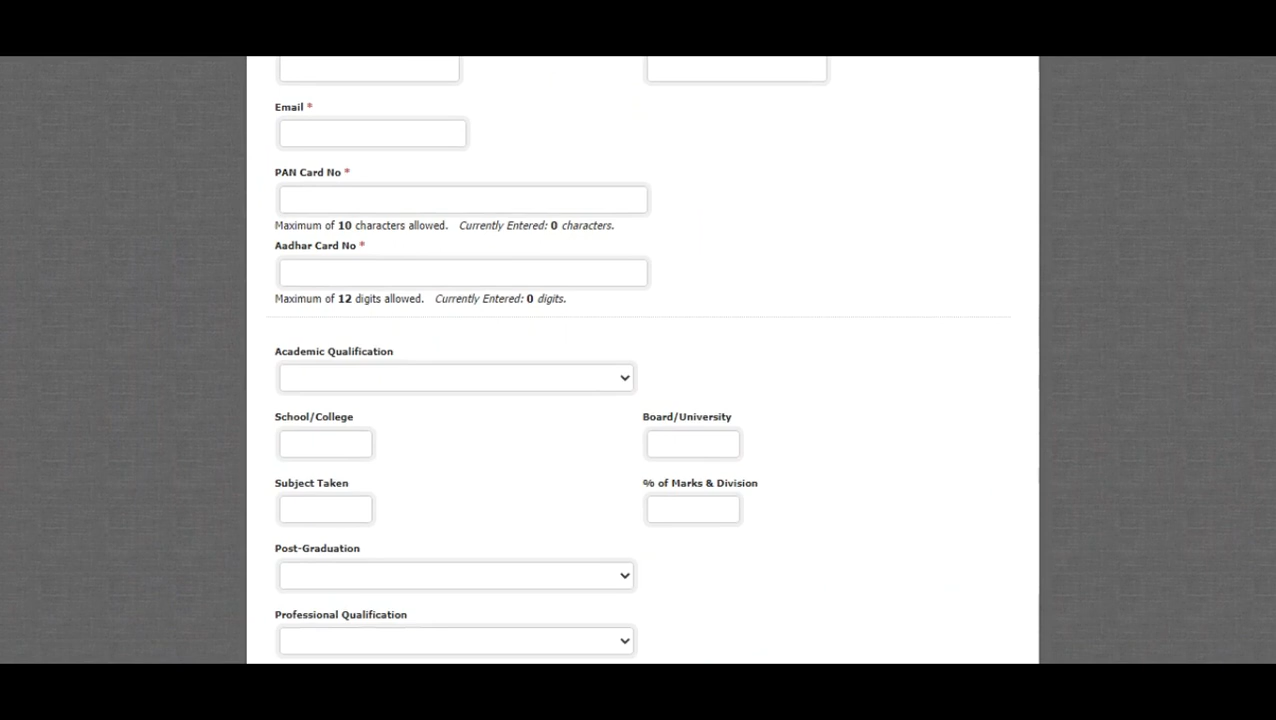 Email *
PAN Card No *
Maximum of 10 characters allowed. Currently Entered: 0 characters.
Aadhar Card No *
Maximum of 12 digits allowed. Currently Entered: 0 digits.
Academic Qualification
School/College
Board/University
Subject Taken
% of Marks & Division
Post-Graduation
Professional Qualification